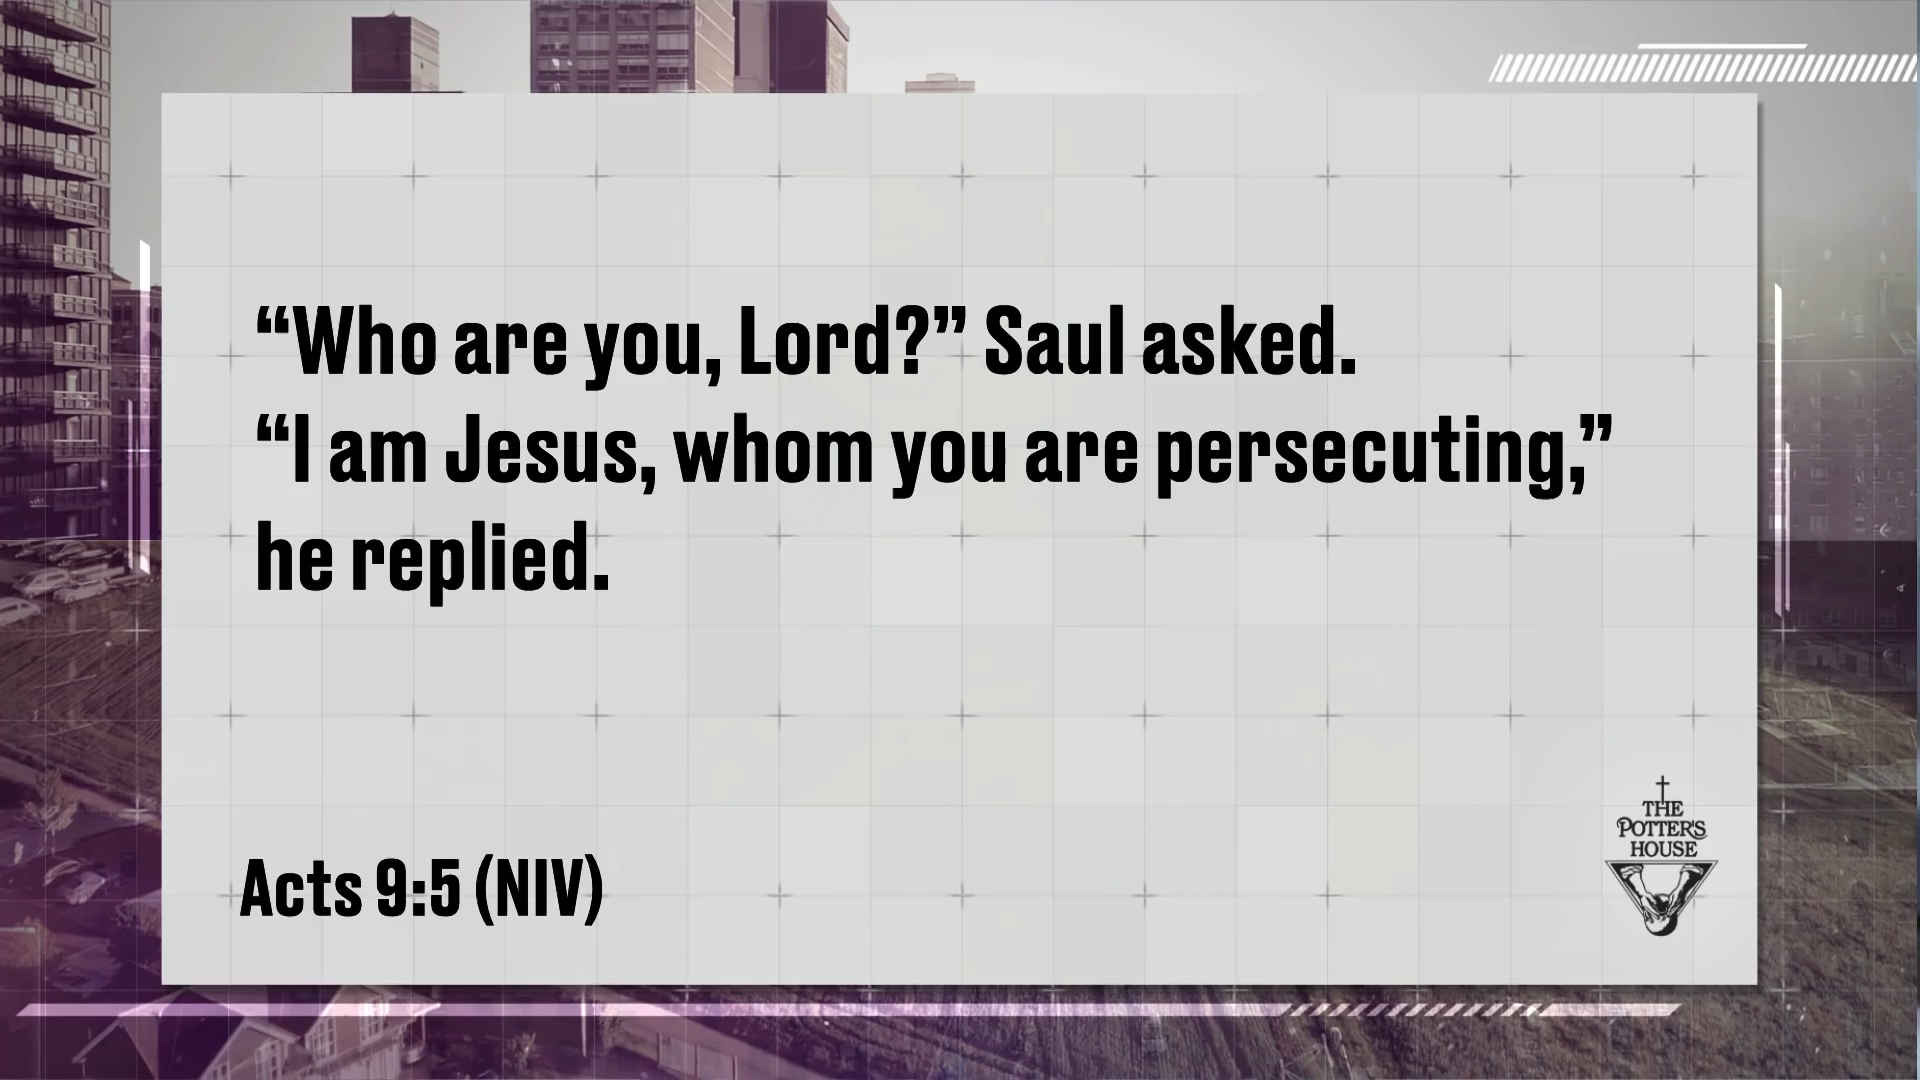 “Who are you, Lord?” Saul asked.
“I am Jesus, whom you are persecuting,”
he replied.
Acts 9:5 (NIV)
THE
POTTER'S
HOUSE